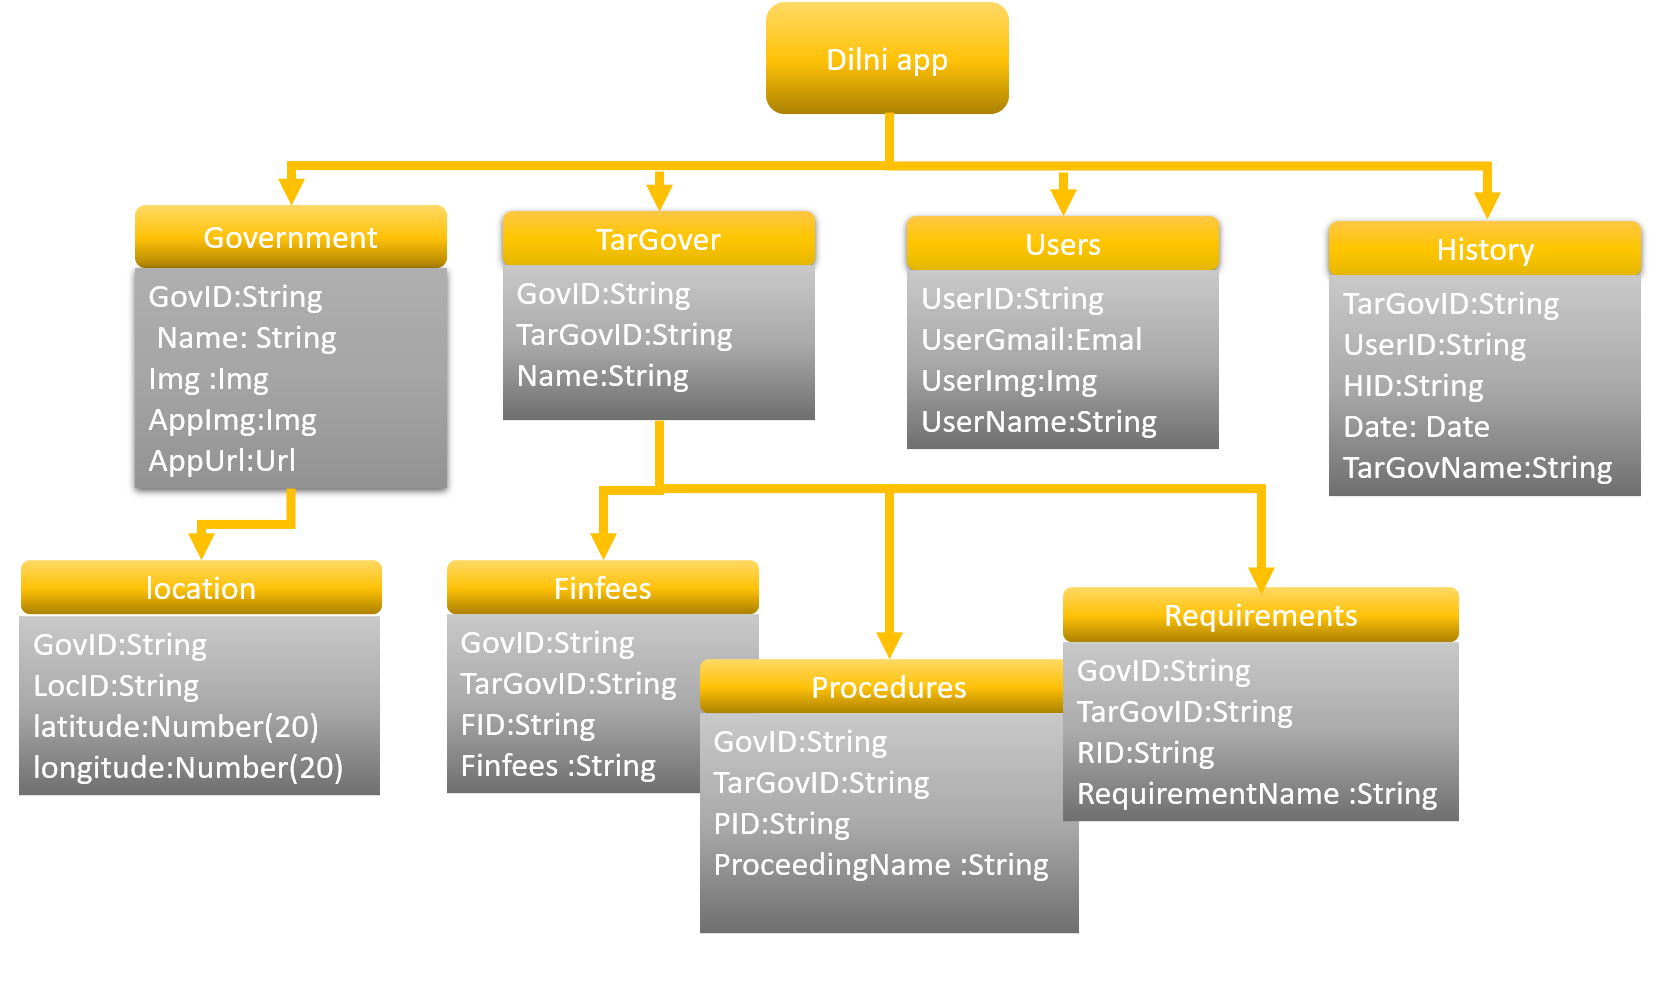 Dilni app
Government
GovID:String
Name: String
Img :Img
AppImg:Img
AppUrl:Url
TarGover
GovID:String
TarGovID:String
Name:String
Users
UserID:String
UserGmail:Emal
UserImg:Img
UserName:String
History
TarGovID:String
UserID:String
HID:String
Date: Date
TarGovName:String
location
GovID:String
LocID:String
latitude:Number(20)
longitude:Number(20)
Finfees
GovID:String
TarGovID:String
FID:String
Finfees :String
Procedures
GovID:String
TarGovID:String
PID:String
ProceedingName :String
Requirements
GovID:String
TarGovID:String
RID:String
RequirementName :String